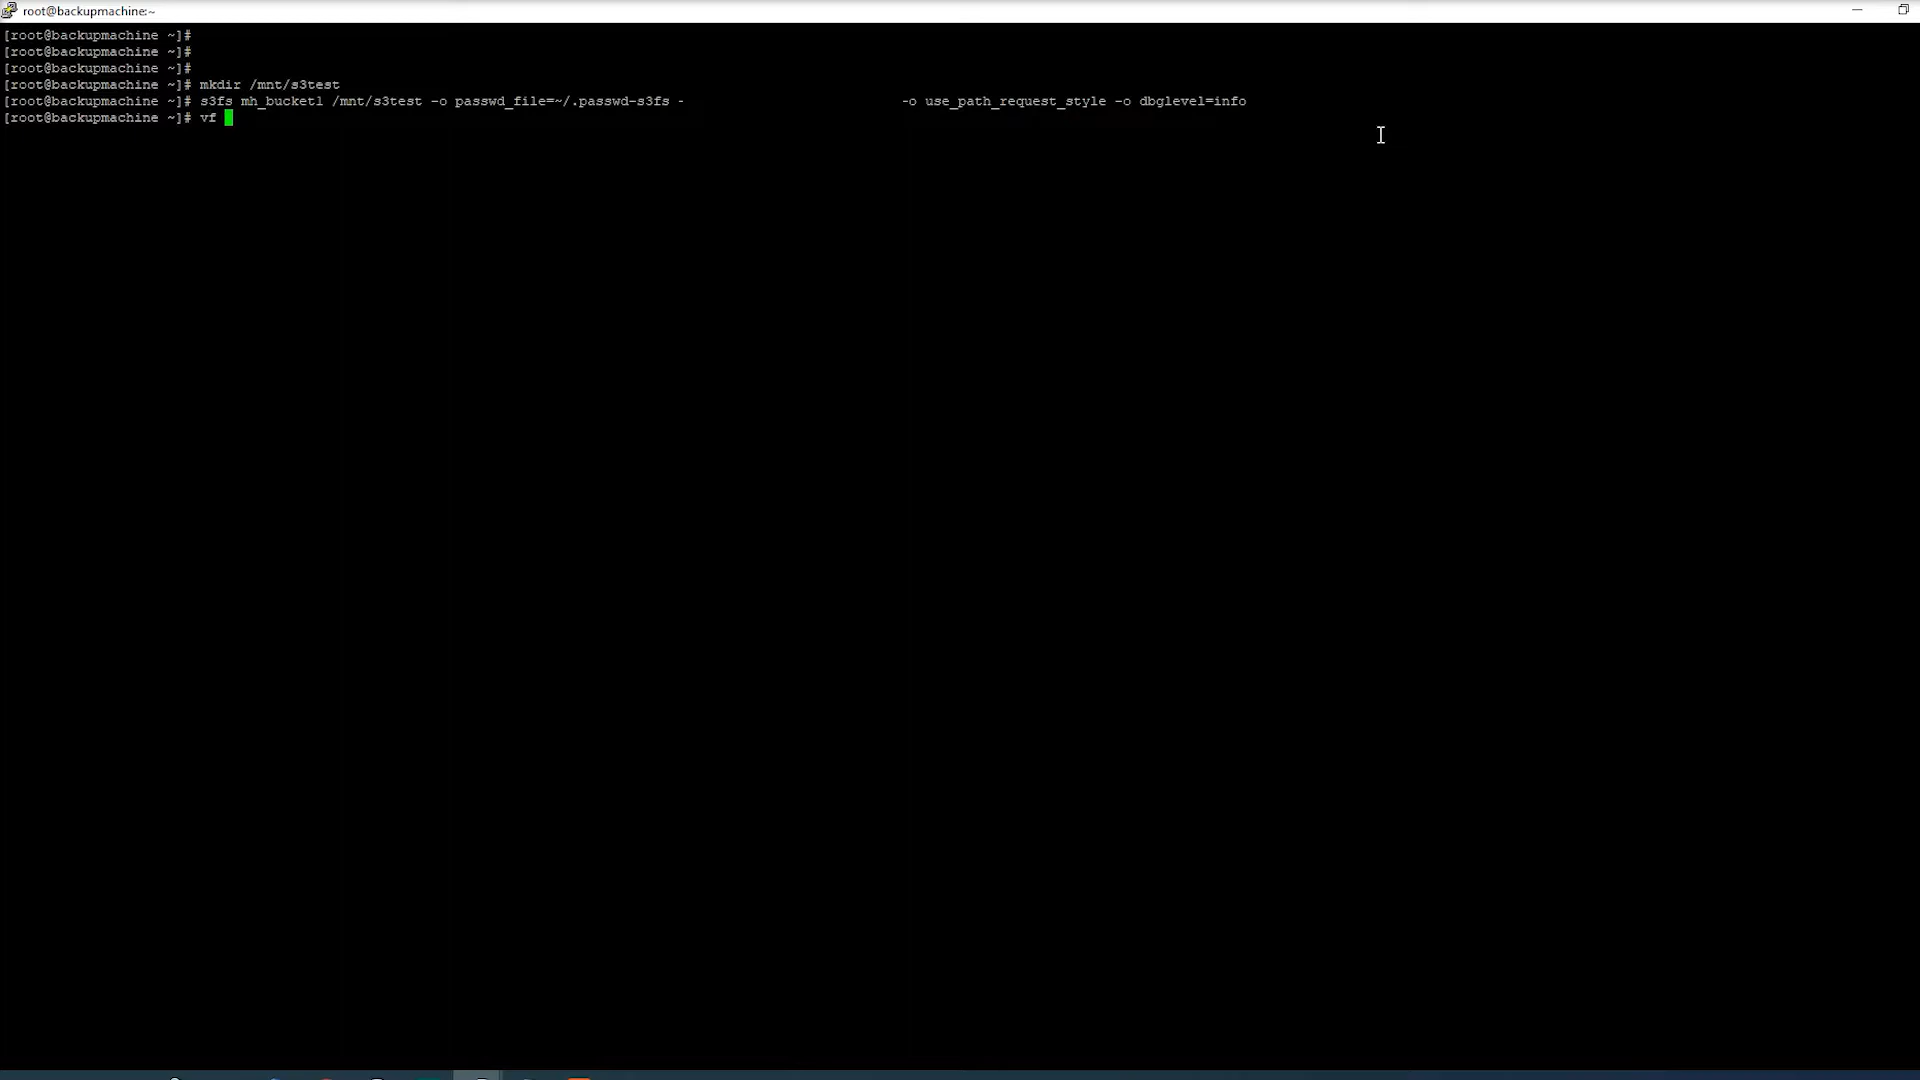 root@backupmachine:~
[root@backupmachine ~]#
[root@backupmachine ~]#
[root@backupmachine ~]#
[root@backupmachine ~]# mkdir /mnt/s3test
[root@backupmachine ~]# s3fs mh_bucket1 /mnt/s3test -o passwd_file=~/.passwd-s3fs - -o use_path_request_style -o dbglevel=info
[root@backupmachine ~]# vf